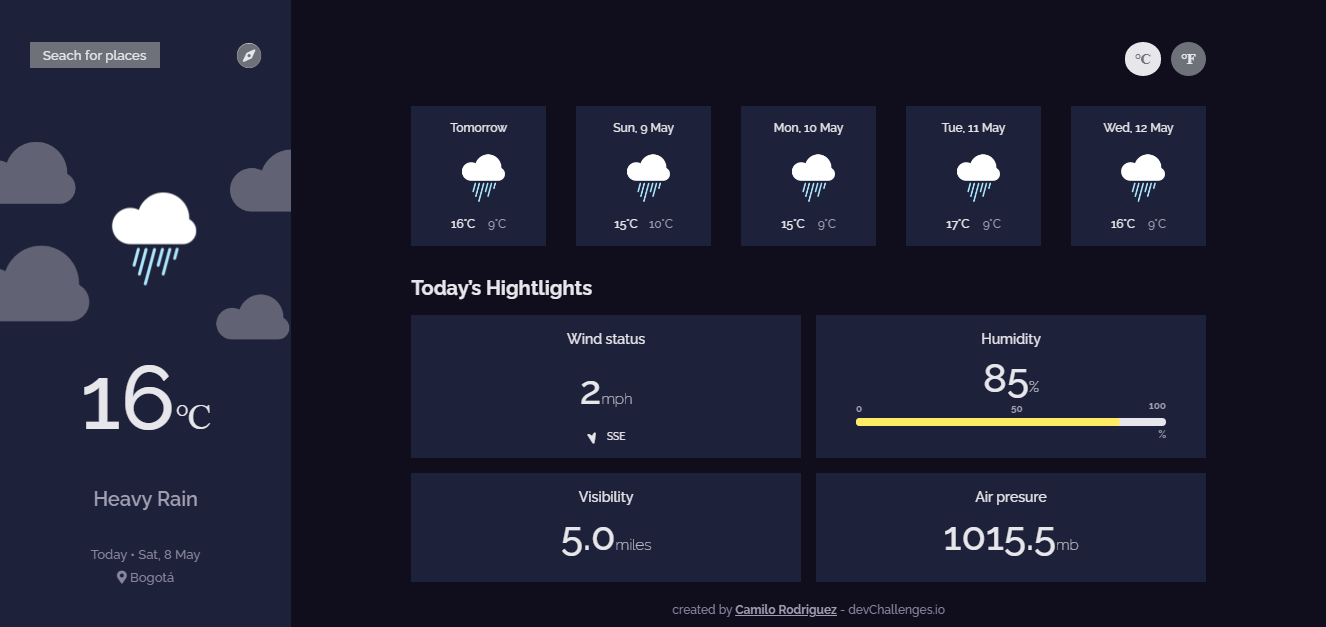 Seach for places
16°C
Heavy Rain
Today • Sat, 8 May
Bogotá
°C °F
Tomorrow
16°C 9°C
Sun, 9 May
15°C 10°C
Mon, 10 May
15°C 9°C
Tue, 11 May
17°C 9°C
Wed, 12 May
16°C 9°C
Today's Hightlights
Wind status
2mph
SSE
Humidity
85%
0 50 100
%
Visibility
5.0miles
Air presure
1015.5mb
created by Camilo Rodriguez - devChallenges.io